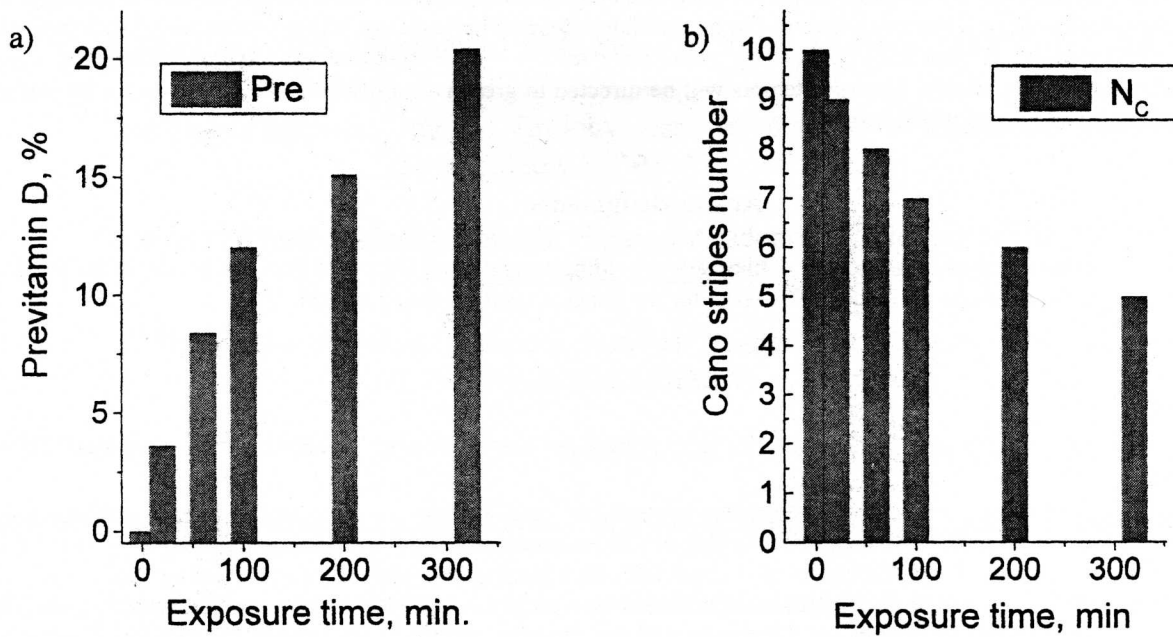 a)
Previtamin D, %
20
15
10
5
0
Pre
0 100 200 300
Exposure time, min.
b)
Cano stripes number
10
9
8
7
6
5
4
3
2
1
0
N_C
0 100 200 300
Exposure time, min